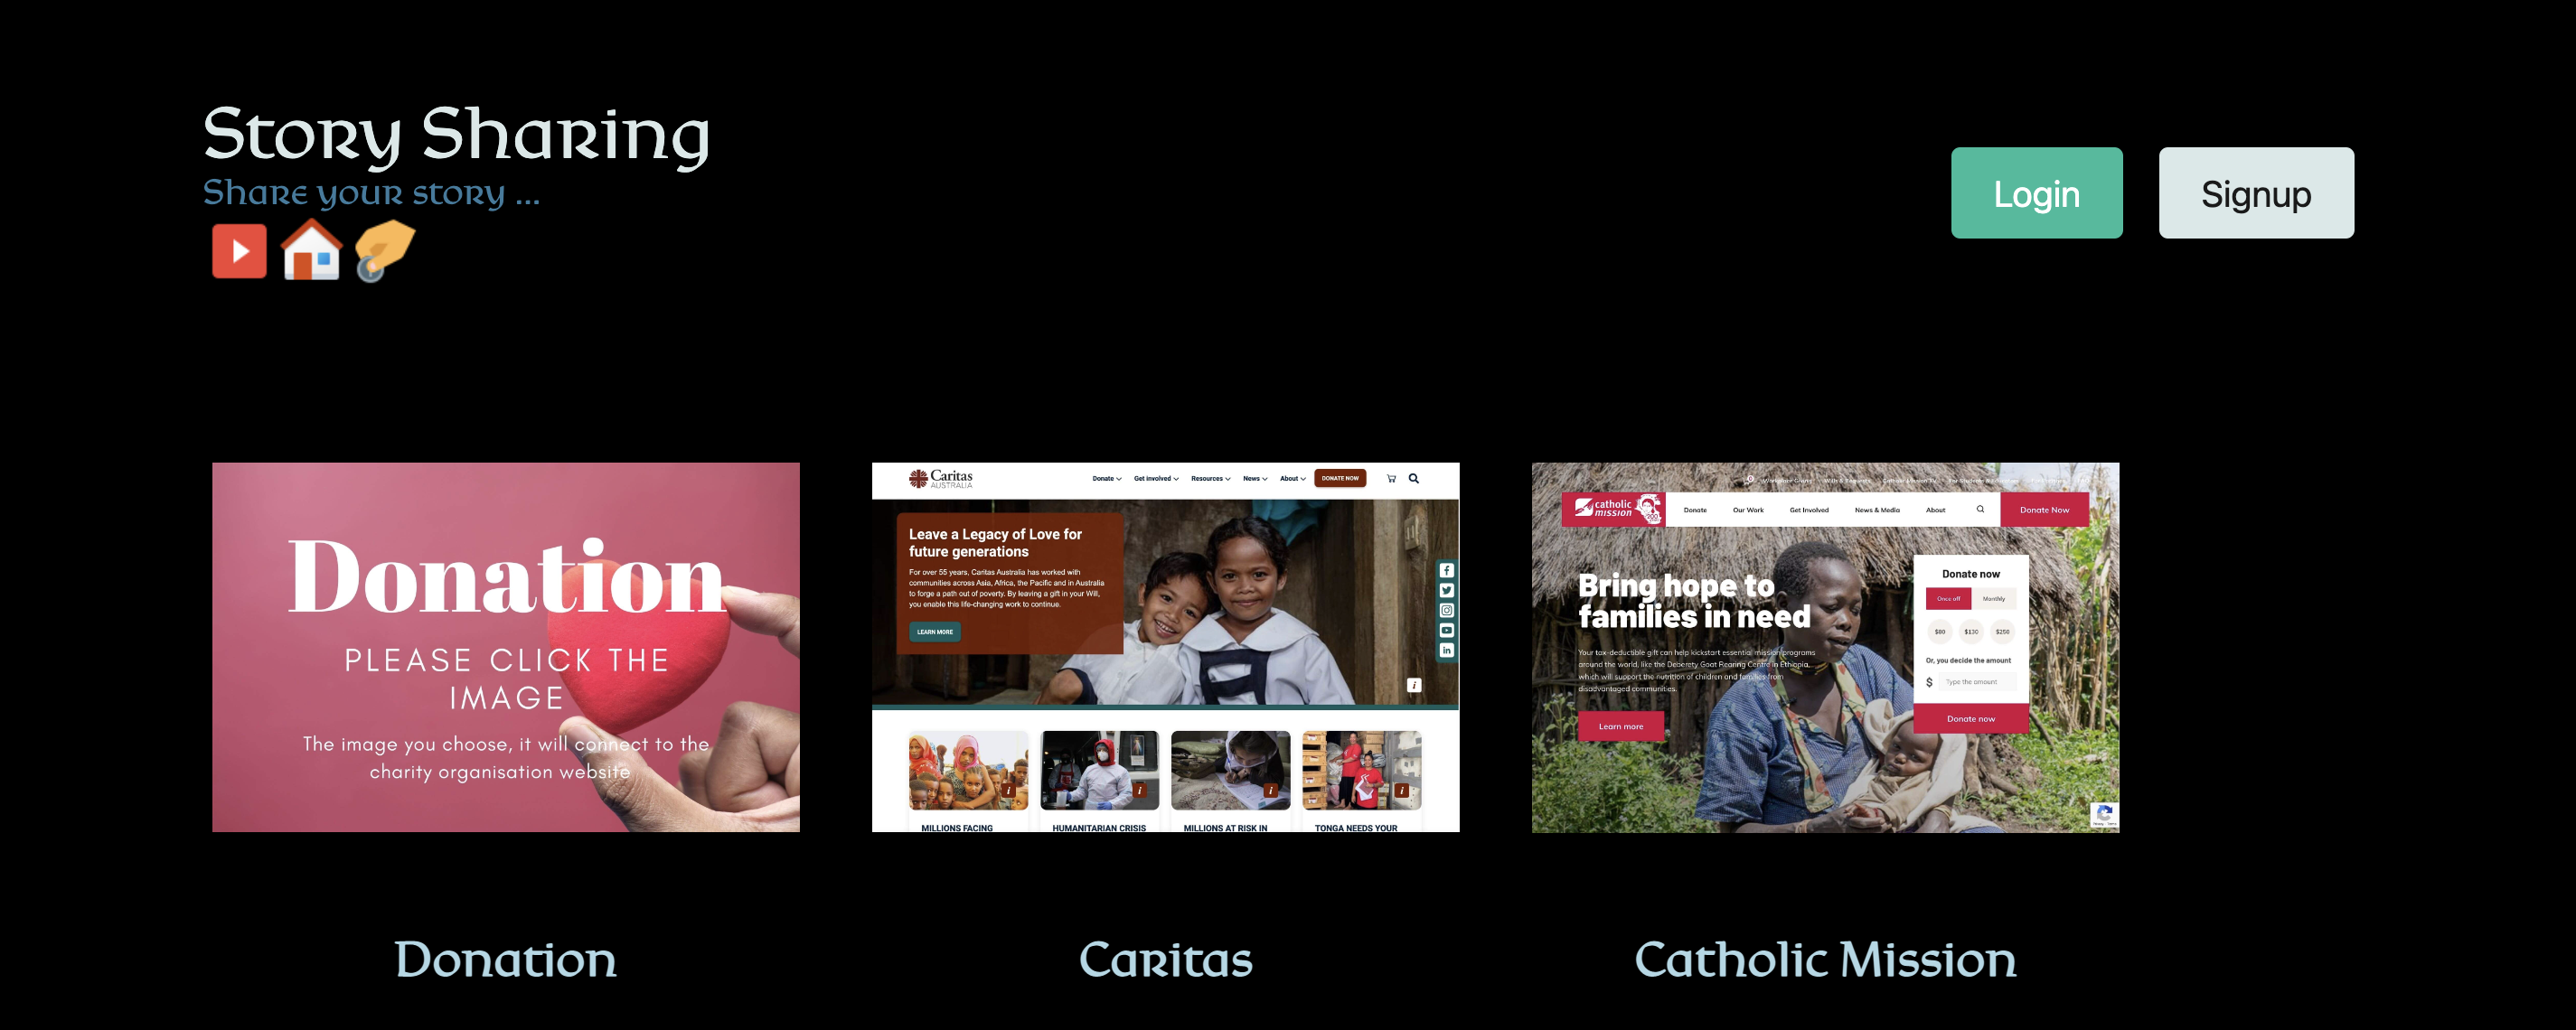 Story Sharing
Share your story ...
Login
Signup
Donation
PLEASE CLICK THE
IMAGE
The image you choose, it will connect to the
charity organisation website
Caritas
AUSTRALIA
Donate
Get involved
Resources
News
About
DONATE NOW
Leave a Legacy of Love for
future generations
For over 55 years, Caritas Australia has worked with
communities across Asia, Africa, the Pacific and in Australia
to forge a path out of poverty. By leaving a gift in your Will,
you enable this life-changing work to continue.
LEARN MORE
MILLIONS FACING
HUMANITARIAN CRISIS
MILLIONS AT RISK IN
TONGA NEEDS YOUR
catholic
mission
Donate
Our Work
Get Involved
News & Media
About
Donate Now
Bring hope to
families in need
Your tax-deductible gift can help kickstart essential mission programs
around the world, like the Deberety Goat Rearing Centre in Ethiopia,
which will support the nutrition of children and families from
disadvantaged communities.
Learn more
Donate now
Once off
Monthly
$80
$130
$250
Or, you decide the amount
$ Type the amount
Donate now
Donation
Caritas
Catholic Mission